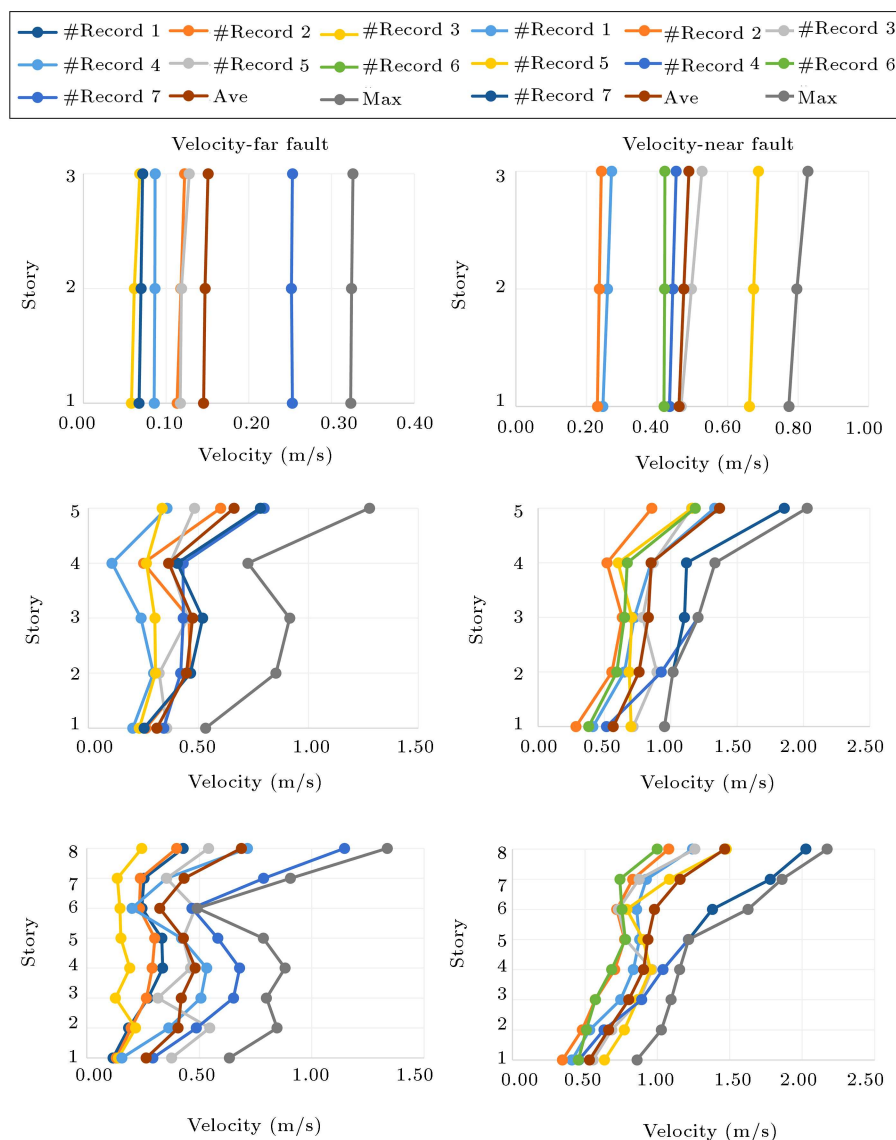 #Record 1 #Record 2 #Record 3 #Record 1 #Record 2 #Record 3
#Record 4 #Record 5 #Record 6 #Record 5 #Record 4 #Record 6
#Record 7 Ave Max #Record 7 Ave Max
Velocity-far fault Velocity-near fault
3 3
Story Story
2 2
1 1
0.00 0.10 0.20 0.30 0.40 0.00 0.20 0.40 0.60 0.80 1.00
Velocity (m/s) Velocity (m/s)
5 5
4 4
Story Story
3 3
2 2
1 1
0.00 0.50 1.00 1.50 0.00 0.50 1.00 1.50 2.00 2.50
Velocity (m/s) Velocity (m/s)
8 8
7 7
6 6
Story Story
5 5
4 4
3 3
2 2
1 1
0.00 0.50 1.00 1.50 0.00 0.50 1.00 1.50 2.00 2.50
Velocity (m/s) Velocity (m/s)